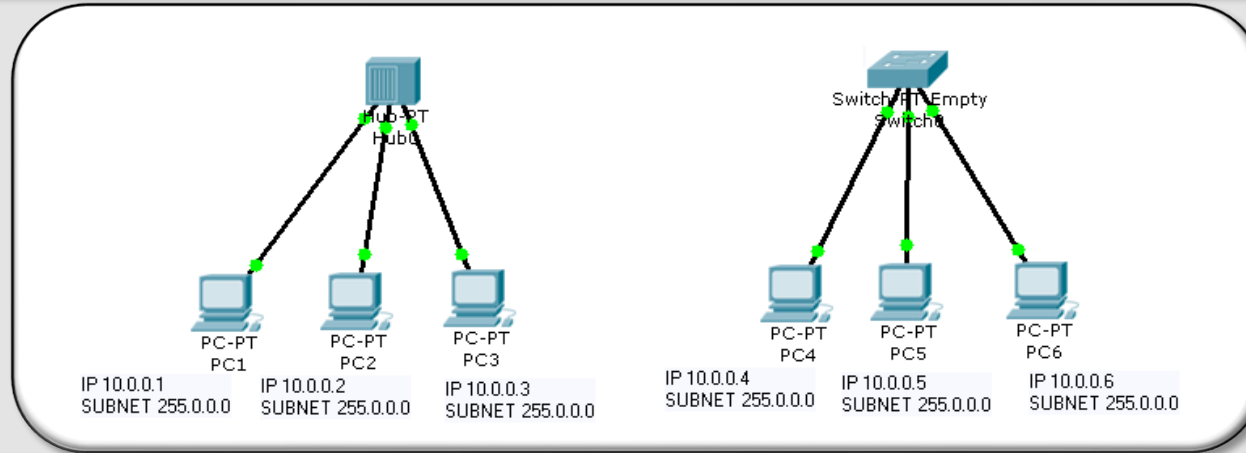 Hub-PT
Hub0
Switch-PT-Empty
Switch0
PC-PT
PC1
PC-PT
PC2
PC-PT
PC3
PC-PT
PC4
PC-PT
PC5
PC-PT
PC6
IP 10.0.0.1
SUBNET 255.0.0.0
IP 10.0.0.2
SUBNET 255.0.0.0
IP 10.0.0.3
SUBNET 255.0.0.0
IP 10.0.0.4
SUBNET 255.0.0.0
IP 10.0.0.5
SUBNET 255.0.0.0
IP 10.0.0.6
SUBNET 255.0.0.0